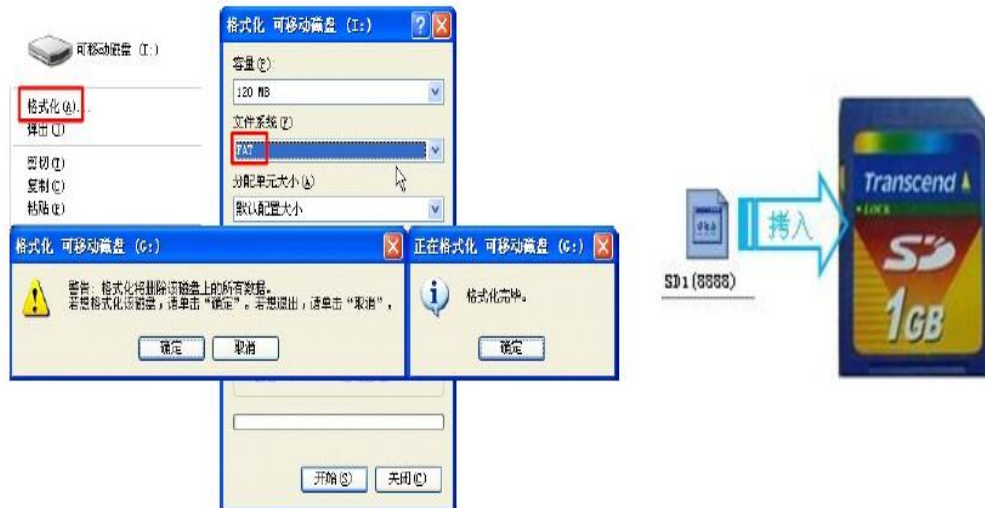 可移动磁盘 (I:)
格式化(A)...
弹出(J)
剪切(T)
复制(C)
粘贴(P)
格式化 可移动磁盘 (I:)
容量(P):
120 MB
文件系统(F)
FAT
分配单元大小(A)
默认配置大小
格式化 可移动磁盘 (G:)
警告: 格式化将删除该磁盘上的所有数据。
若想格式化该磁盘，请单击“确定”。若想退出，请单击“取消”。
确定
取消
正在格式化 可移动磁盘 (G:)
格式化完毕。
确定
开始(S)
关闭(C)
SD1(8888)
拷入
Transcend
LOCK
SD
1GB